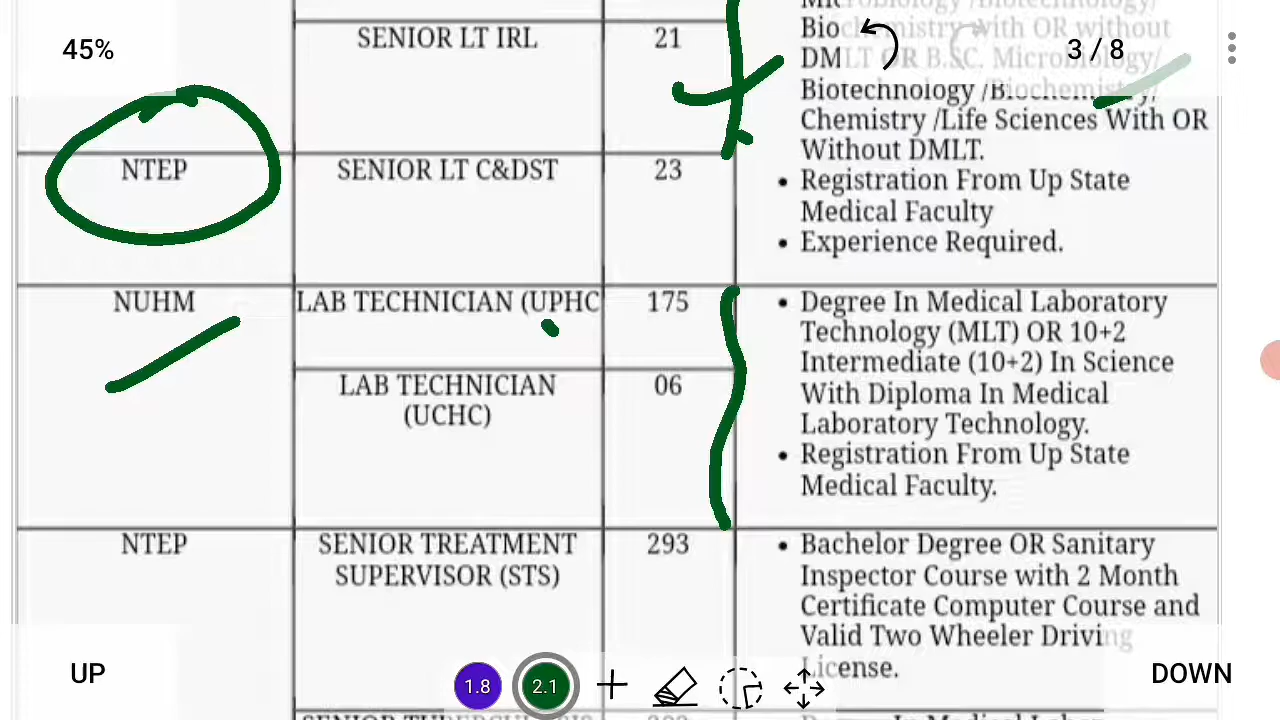 Microbiology /Biotechnology/
SENIOR LT IRL 21 Biochemistry with OR without
45% 3 / 8
DMLT OR B.SC. Microbiology/
Biotechnology /Biochemistry/
Chemistry /Life Sciences With OR
Without DMLT.
NTEP SENIOR LT C&DST 23 • Registration From Up State
Medical Faculty
• Experience Required.
NUHM LAB TECHNICIAN (UPHC 175 • Degree In Medical Laboratory
Technology (MLT) OR 10+2
Intermediate (10+2) In Science
LAB TECHNICIAN 06 With Diploma In Medical
(UCHC) Laboratory Technology.
• Registration From Up State
Medical Faculty.
NTEP SENIOR TREATMENT 293 • Bachelor Degree OR Sanitary
SUPERVISOR (STS) Inspector Course with 2 Month
Certificate Computer Course and
Valid Two Wheeler Driving
License.
UP 1.8 2.1 DOWN